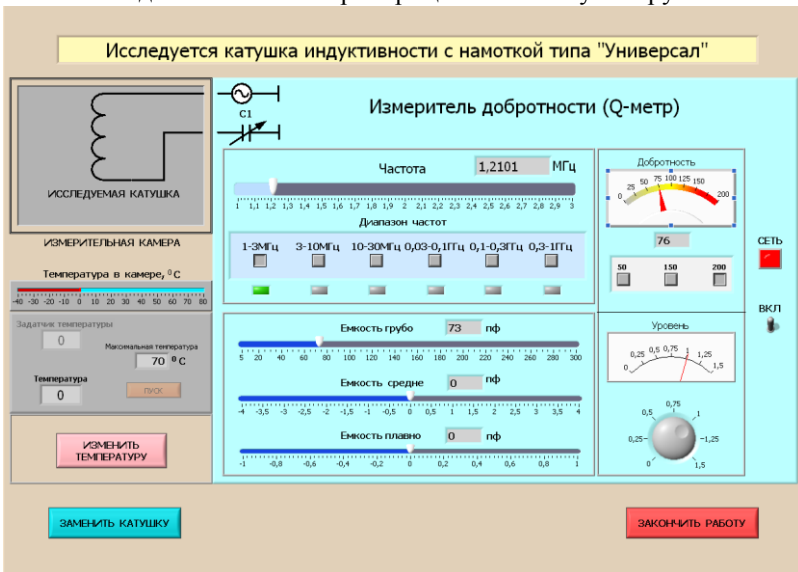 Исследуется катушка индуктивности с намоткой типа "Универсал"
C1
Измеритель добротности (Q-метр)
ИССЛЕДУЕМАЯ КАТУШКА
ИЗМЕРИТЕЛЬНАЯ КАМЕРА
Температура в камере, ⁰С
-40 -30 -20 -10 0 10 20 30 40 50 60 70 80
Задатчик температуры
0
Максимальная температура
70 ⁰ С
Температура
0
ПУСК
ИЗМЕНИТЬ
ТЕМПЕРАТУРУ
ЗАМЕНИТЬ КАТУШКУ
Частота 1,2101 МГц
1 1,1 1,2 1,3 1,4 1,5 1,6 1,7 1,8 1,9 2 2,1 2,2 2,3 2,4 2,5 2,6 2,7 2,8 2,9 3
Диапазон частот
1-3МГц 3-10МГц 10-30МГц 0,03-0,1ГГц 0,1-0,3ГГц 0,3-1ГГц
Емкость грубо 73 пф
5 20 40 60 80 100 120 140 160 180 200 220 240 260 280 300
Емкость средне 0 пф
-4 -3,5 -3 -2,5 -2 -1,5 -1 -0,5 0 0,5 1 1,5 2 2,5 3 3,5 4
Емкость плавно 0 пф
-1 -0,8 -0,6 -0,4 -0,2 0 0,2 0,4 0,6 0,8 1
Добротность
0 25 50 75 100 125 150 200
76
50 150 200
Уровень
0 0,25 0,5 0,75 1 1,25 1,5
0 0,25 0,5 0,75 1 1,25 1,5
СЕТЬ
ВКЛ
ЗАКОНЧИТЬ РАБОТУ